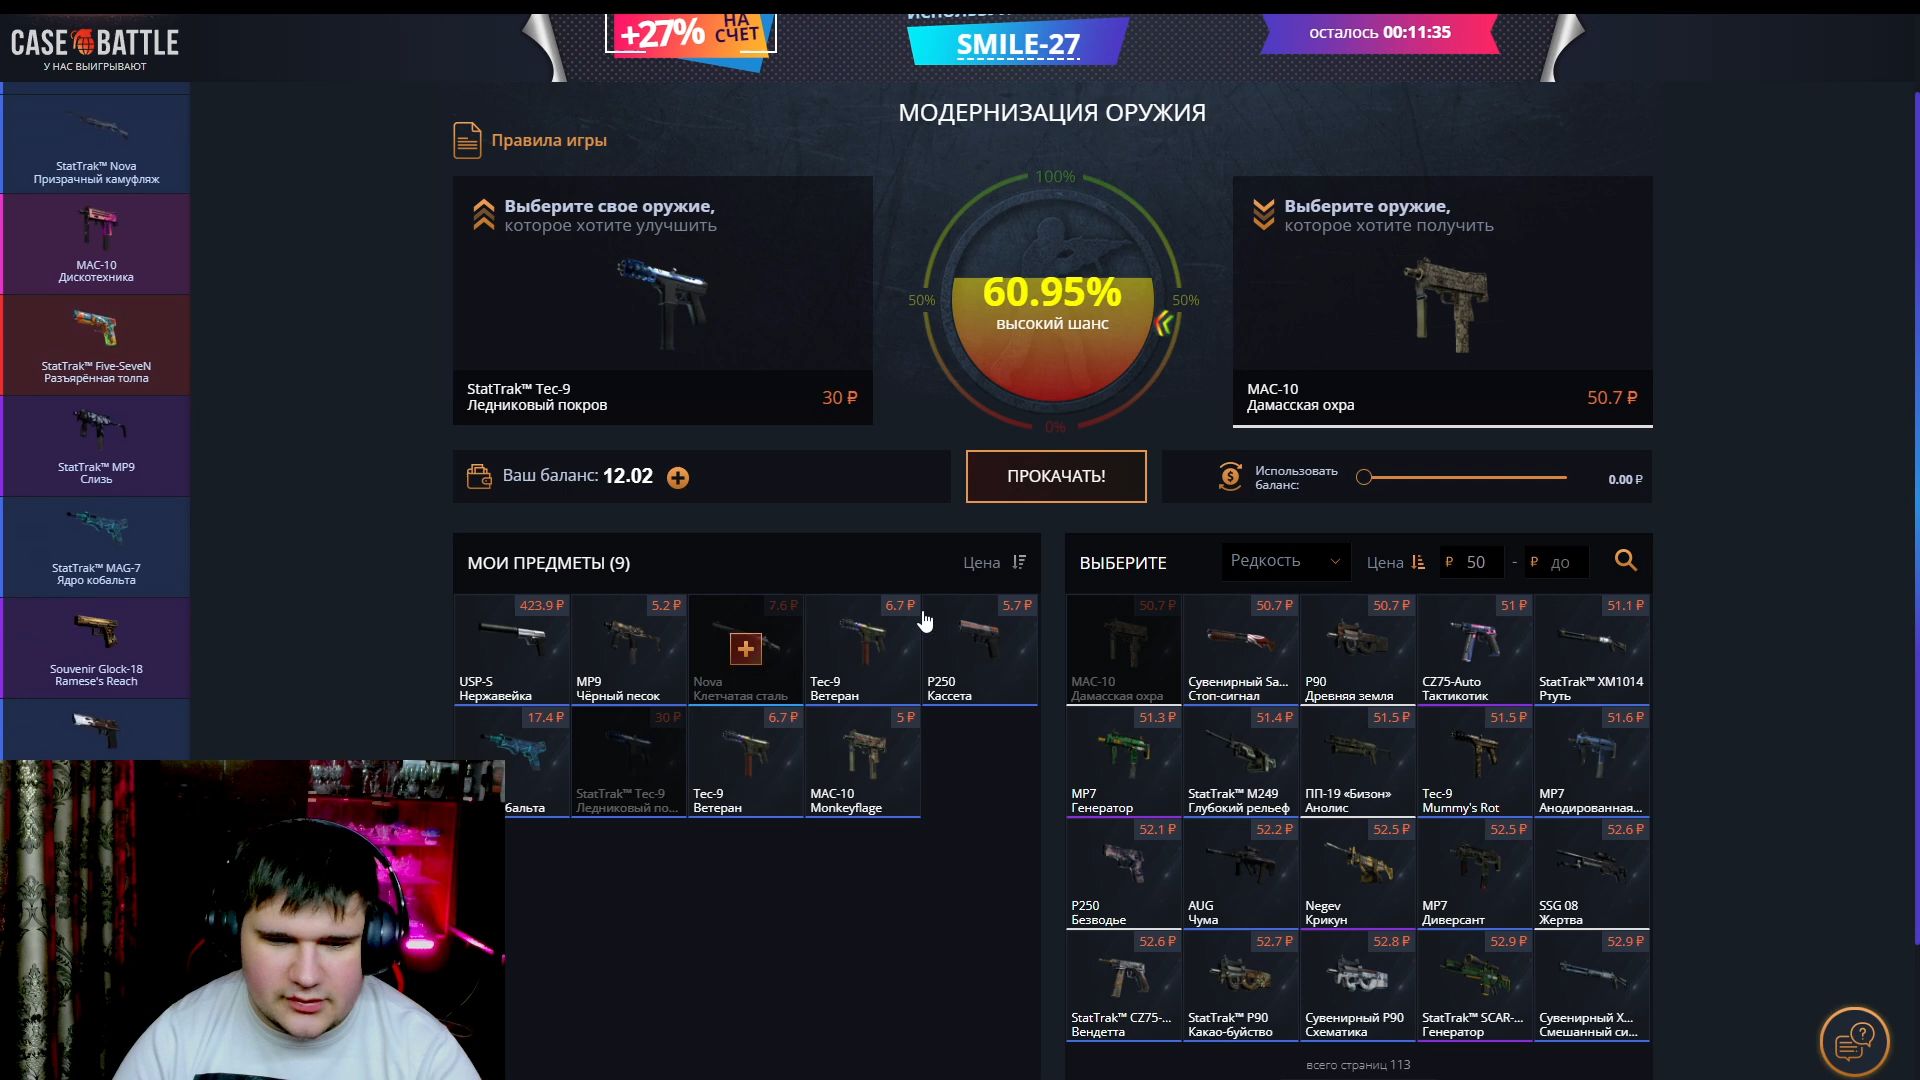 CASE BATTLE
У НАС ВЫИГРЫВАЮТ
+27% НА
СЧЕТ
SMILE-27
осталось 00:11:35
МОДЕРНИЗАЦИЯ ОРУЖИЯ
Правила игры
StatTrak™ Nova
Призрачный камуфляж
MAC-10
Дискотехника
StatTrak™ Five-SeveN
Разъярённая толпа
StatTrak™ MP9
Слизь
StatTrak™ MAG-7
Ядро кобальта
Souvenir Glock-18
Ramese's Reach
Выберите свое оружие,
которое хотите улучшить
StatTrak™ Tec-9
Ледниковый покров
30 ₽
100%
50%
50%
60.95%
высокий шанс
0%
Выберите оружие,
которое хотите получить
MAC-10
Дамасская охра
50.7 ₽
Ваш баланс: 12.02
ПРОКАЧАТЬ!
Использовать
баланс:
0.00 ₽
МОИ ПРЕДМЕТЫ (9)
Цена
423.9 ₽
USP-S
Нержавейка
5.2 ₽
MP9
Чёрный песок
7.6 ₽
Nova
Клетчатая сталь
6.7 ₽
Tec-9
Ветеран
5.7 ₽
P250
Кассета
17.4 ₽
бальта
30 ₽
StatTrak™ Tec-9
Ледниковый по...
6.7 ₽
Tec-9
Ветеран
5 ₽
MAC-10
Monkeyflage
ВЫБЕРИТЕ
Редкость
Цена
₽ 50 - ₽ до
50.7 ₽
MAC-10
Дамасская охра
50.7 ₽
Сувенирный Sa...
Стоп-сигнал
50.7 ₽
P90
Древняя земля
51 ₽
CZ75-Auto
Тактикотик
51.1 ₽
StatTrak™ XM1014
Ртуть
51.3 ₽
MP7
Генератор
51.4 ₽
StatTrak™ M249
Глубокий рельеф
51.5 ₽
ПП-19 «Бизон»
Анолис
51.5 ₽
Tec-9
Mummy's Rot
51.6 ₽
MP7
Анодированная...
52.1 ₽
P250
Безводье
52.2 ₽
AUG
Чума
52.5 ₽
Negev
Крикун
52.5 ₽
MP7
Диверсант
52.6 ₽
SSG 08
Жертва
52.6 ₽
StatTrak™ CZ75-...
Вендетта
52.7 ₽
StatTrak™ P90
Какао-буйство
52.8 ₽
Сувенирный P90
Схематика
52.9 ₽
StatTrak™ SCAR-...
Генератор
52.9 ₽
Сувенирный X...
Смешанный си...
всего страниц 113